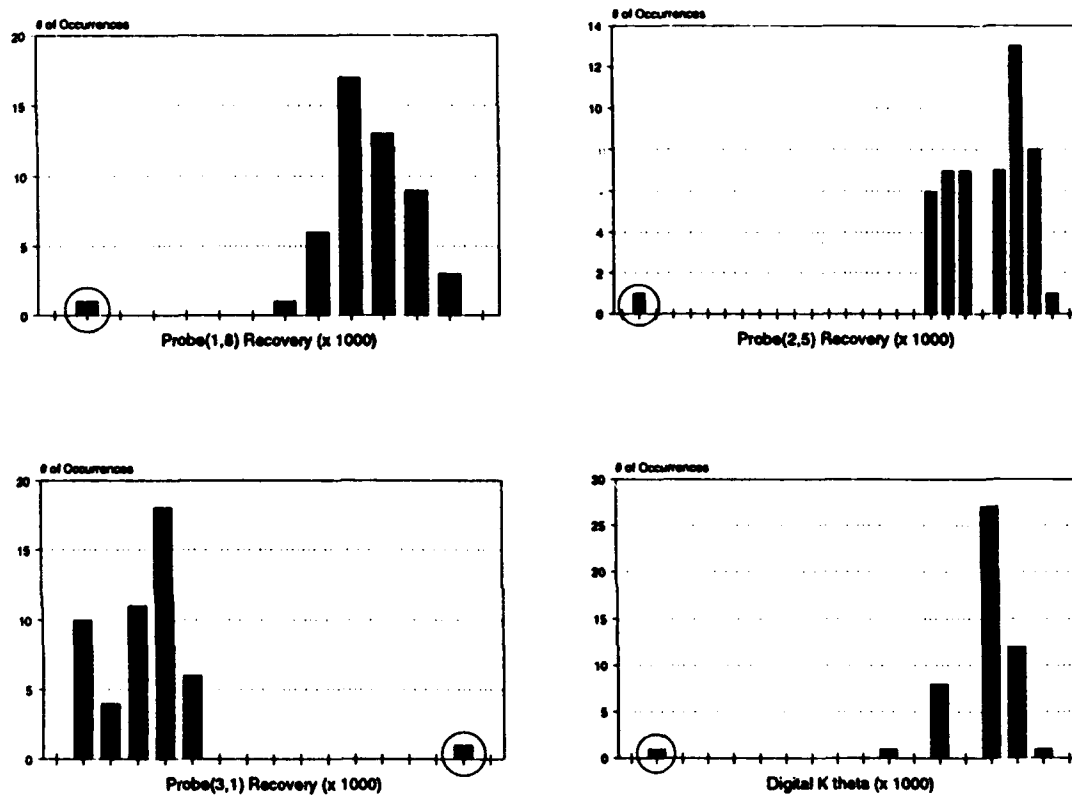 # of Occurrences
20
15
10
5
0
Probe(1,8) Recovery (x 1000)
# of Occurrences
14
12
4
2
0
Probe(2,5) Recovery (x 1000)
# of Occurrences
20
15
10
5
0
Probe(3,1) Recovery (x 1000)
# of Occurrences
30
25
20
15
10
5
0
Digital K theta (x 1000)